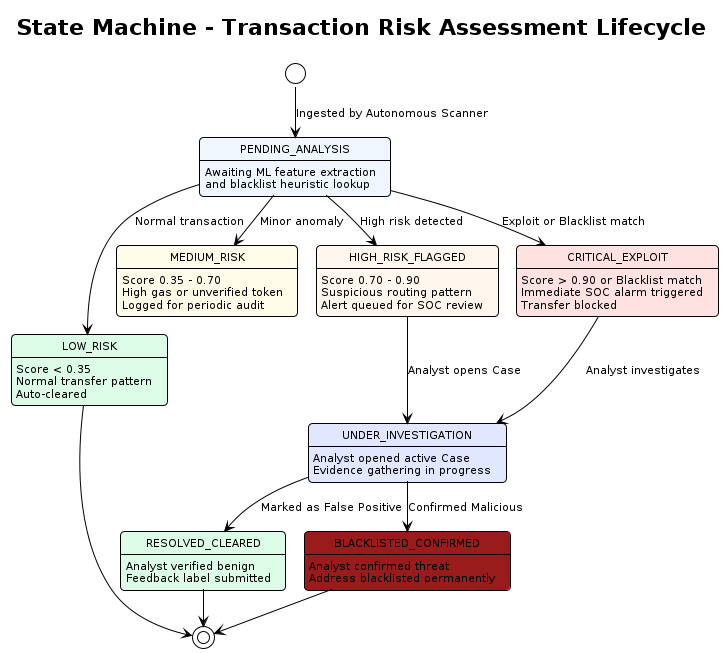 State Machine - Transaction Risk Assessment Lifecycle
Ingested by Autonomous Scanner
PENDING_ANALYSIS
Awaiting ML feature extraction
and blacklist heuristic lookup
Normal transaction
Minor anomaly
High risk detected
Exploit or Blacklist match
MEDIUM_RISK
Score 0.35 - 0.70
High gas or unverified token
Logged for periodic audit
HIGH_RISK_FLAGGED
Score 0.70 - 0.90
Suspicious routing pattern
Alert queued for SOC review
CRITICAL_EXPLOIT
Score > 0.90 or Blacklist match
Immediate SOC alarm triggered
Transfer blocked
LOW_RISK
Score < 0.35
Normal transfer pattern
Auto-cleared
Analyst opens Case
Analyst investigates
UNDER_INVESTIGATION
Analyst opened active Case
Evidence gathering in progress
Marked as False Positive
Confirmed Malicious
RESOLVED_CLEARED
Analyst verified benign
Feedback label submitted
BLACKLISTED_CONFIRMED
Analyst confirmed threat
Address blacklisted permanently